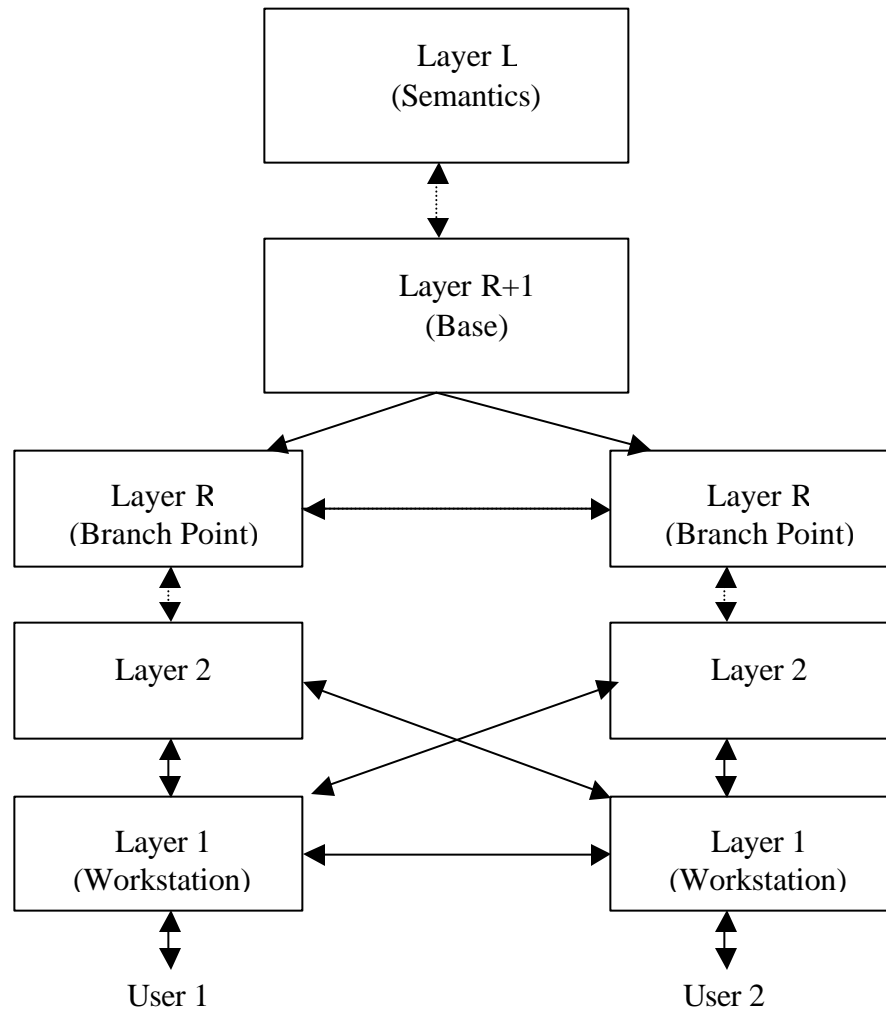 Layer L
(Semantics)
Layer R+1
(Base)
Layer R
(Branch Point)
Layer R
(Branch Point)
Layer 2
Layer 2
Layer 1
(Workstation)
Layer 1
(Workstation)
User 1
User 2